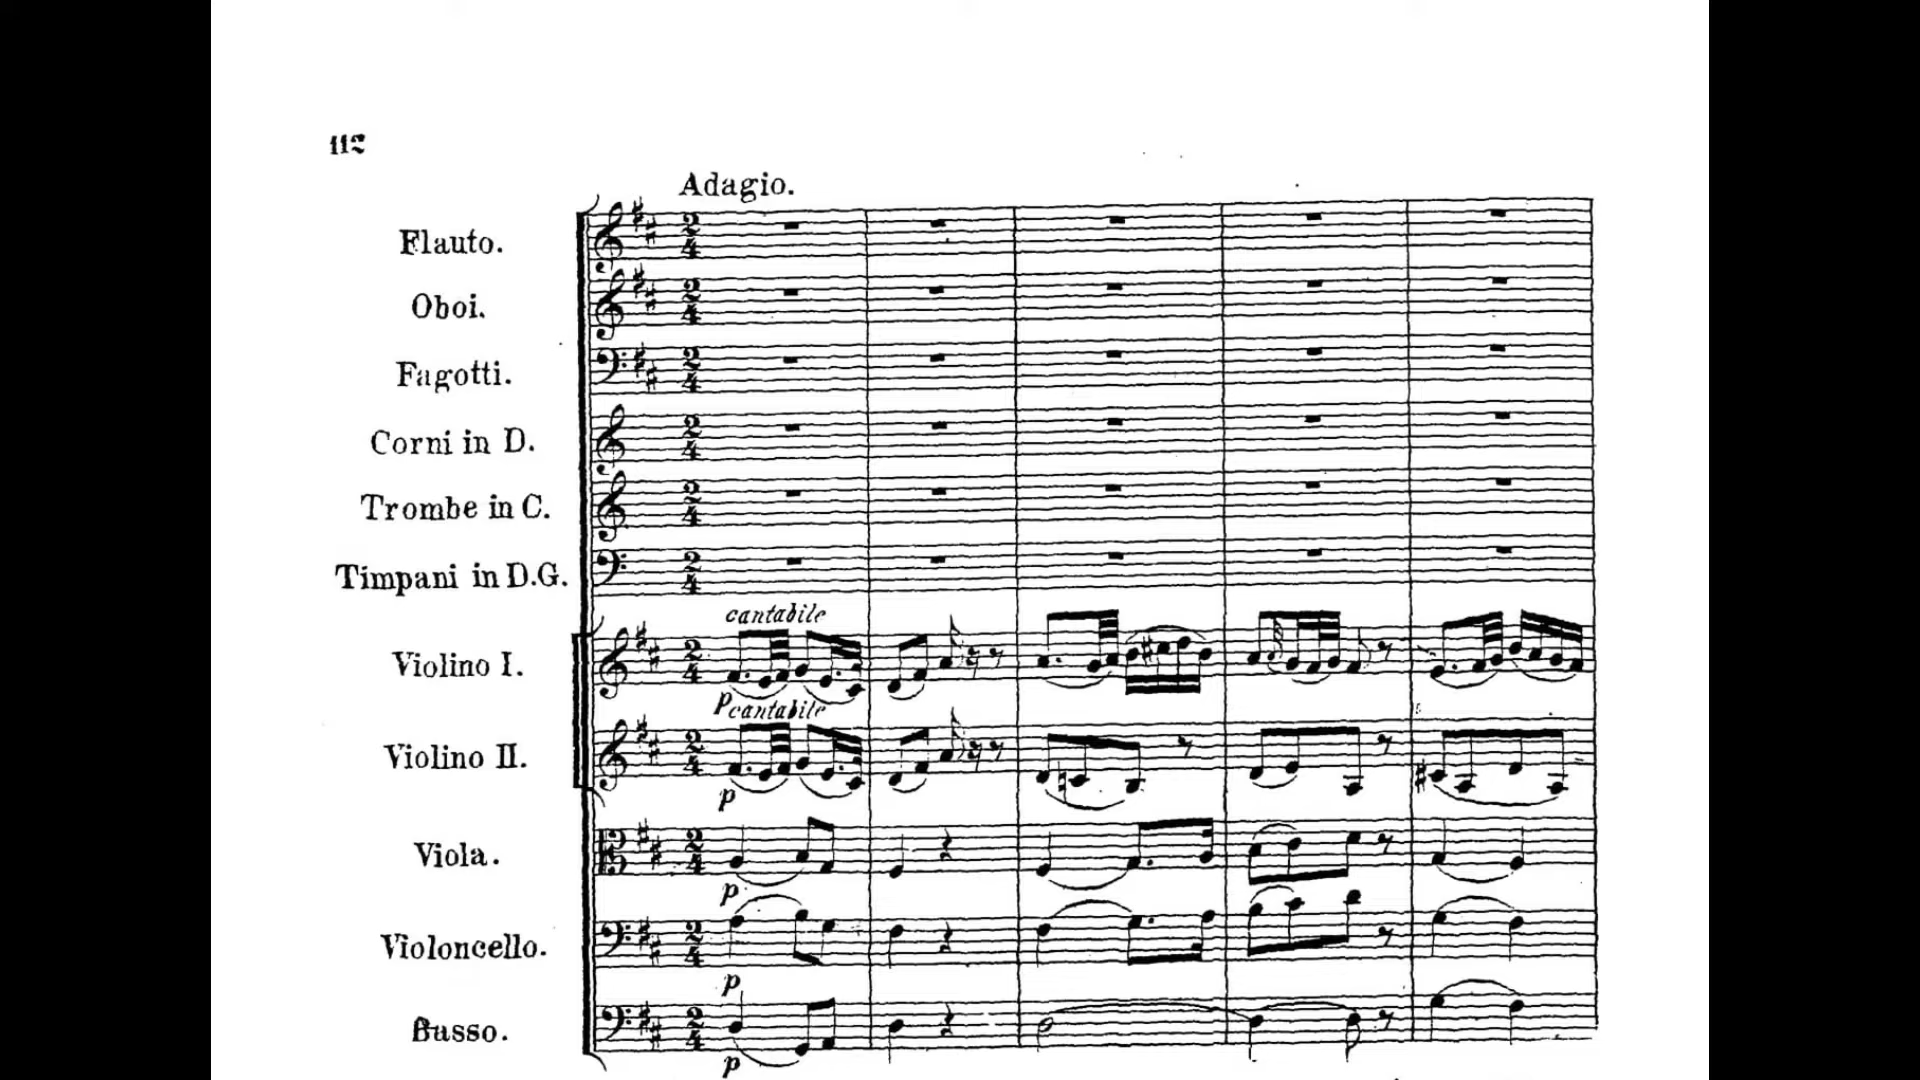 112
Adagio.
Flauto.
Oboi.
Fagotti.
Corni in D.
Trombe in C.
Timpani in D.G.
cantabile
Violino I.
p cantabile
Violino II.
p
Viola.
p
Violoncello.
p
Basso.
p